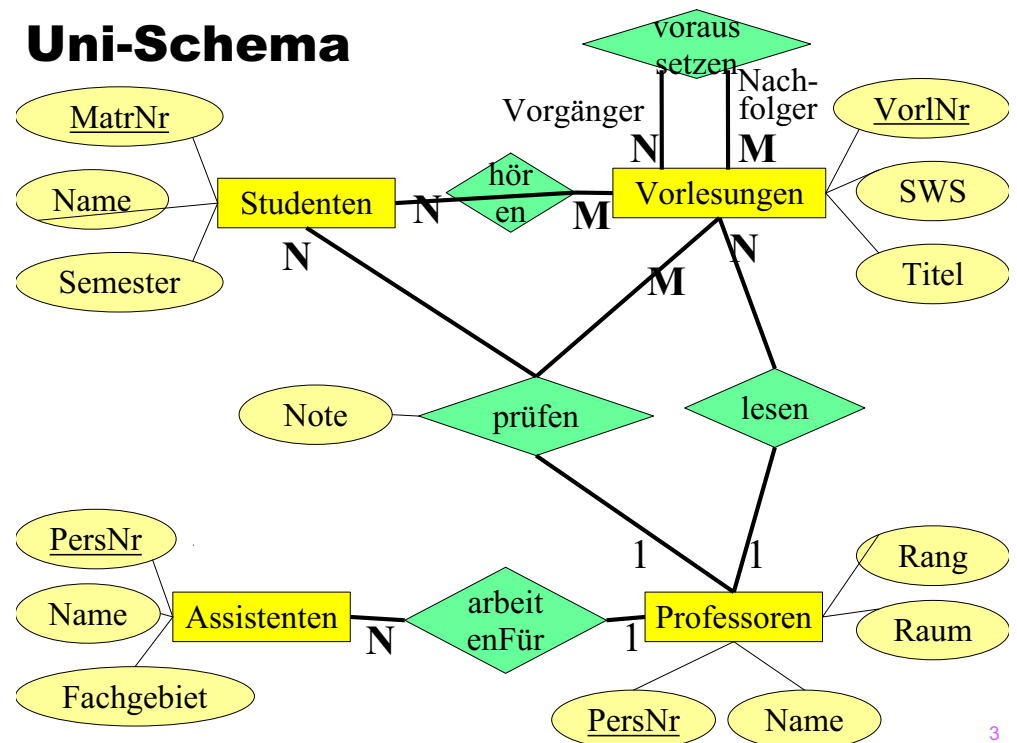 Uni-Schema
voraus
setzen
Vorgänger
Nach-
folger
N
M
MatrNr
Name
Semester
Studenten
N
hör
en
M
Vorlesungen
VorlNr
SWS
Titel
N
M
N
Note
prüfen
lesen
1
1
PersNr
Name
Fachgebiet
Assistenten
N
arbeit
enFür
1
Professoren
Rang
Raum
PersNr
Name
3